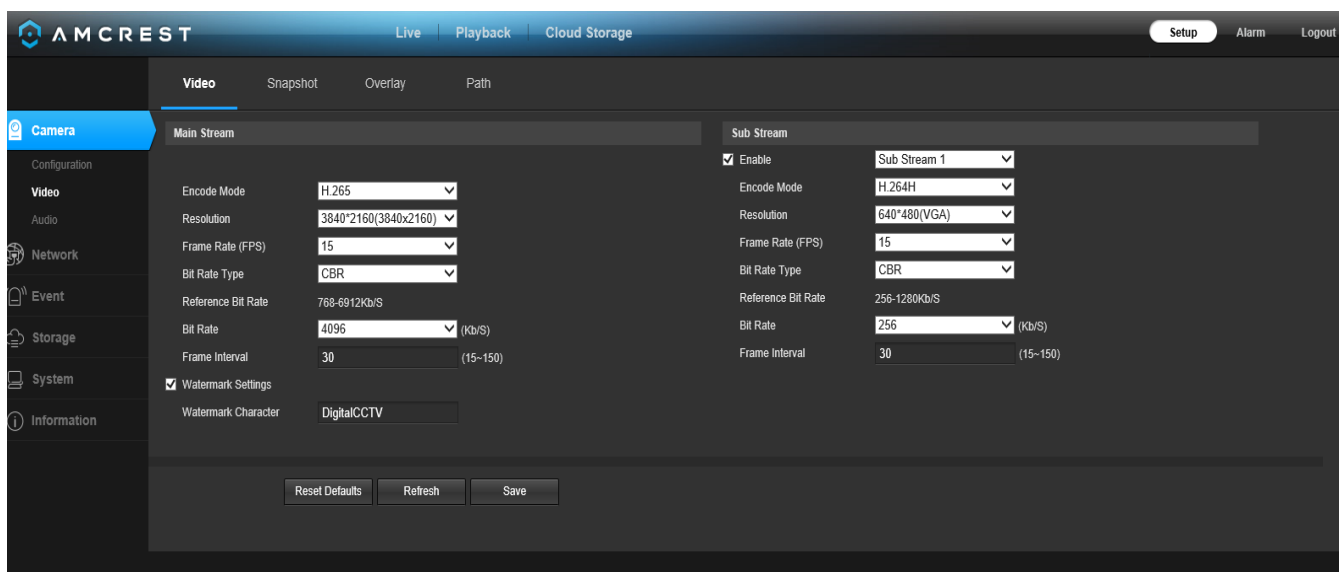 AMCREST
Live Playback Cloud Storage
Setup Alarm Logout
Video Snapshot Overlay Path
Camera
Configuration
Video
Audio
Network
Event
Storage
System
Information
Main Stream
Encode Mode H.265
Resolution 3840*2160(3840x2160)
Frame Rate (FPS) 15
Bit Rate Type CBR
Reference Bit Rate 768-6912Kb/S
Bit Rate 4096 (Kb/S)
Frame Interval 30 (15~150)
Watermark Settings
Watermark Character DigitalCCTV
Sub Stream
Enable Sub Stream 1
Encode Mode H.264H
Resolution 640*480(VGA)
Frame Rate (FPS) 15
Bit Rate Type CBR
Reference Bit Rate 256-1280Kb/S
Bit Rate 256 (Kb/S)
Frame Interval 30 (15~150)
Reset Defaults Refresh Save